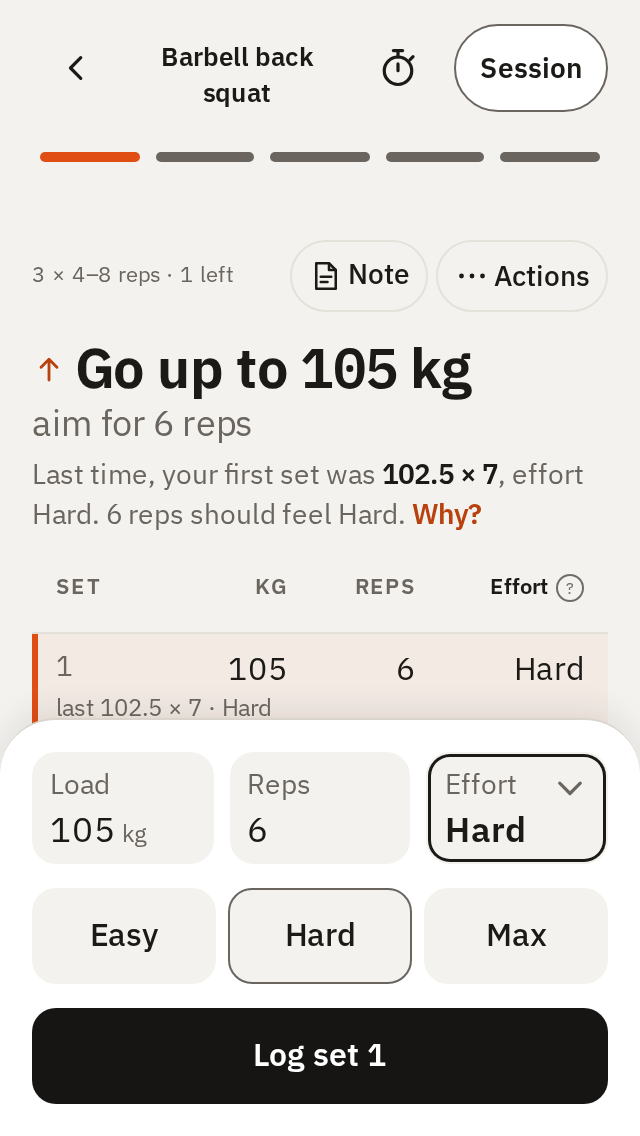 Barbell back
squat
Session
3 × 4–8 reps · 1 left
Note
··· Actions
↑ Go up to 105 kg
aim for 6 reps
Last time, your first set was 102.5 × 7, effort
Hard. 6 reps should feel Hard. Why?
SET KG REPS Effort ?
1 105 6 Hard
last 102.5 × 7 · Hard
Load Reps Effort
105 kg 6 Hard
Easy Hard Max
Log set 1